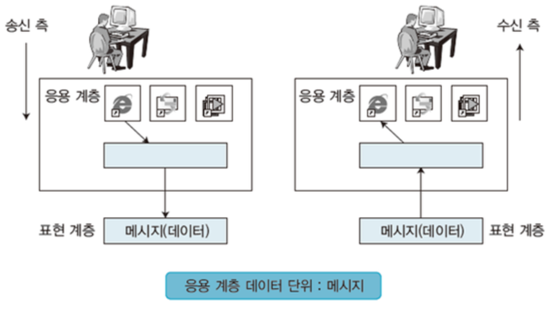 송신 측
수신 측
응용 계층
응용 계층
표현 계층
메시지(데이터)
메시지(데이터)
표현 계층
응용 계층 데이터 단위 : 메시지